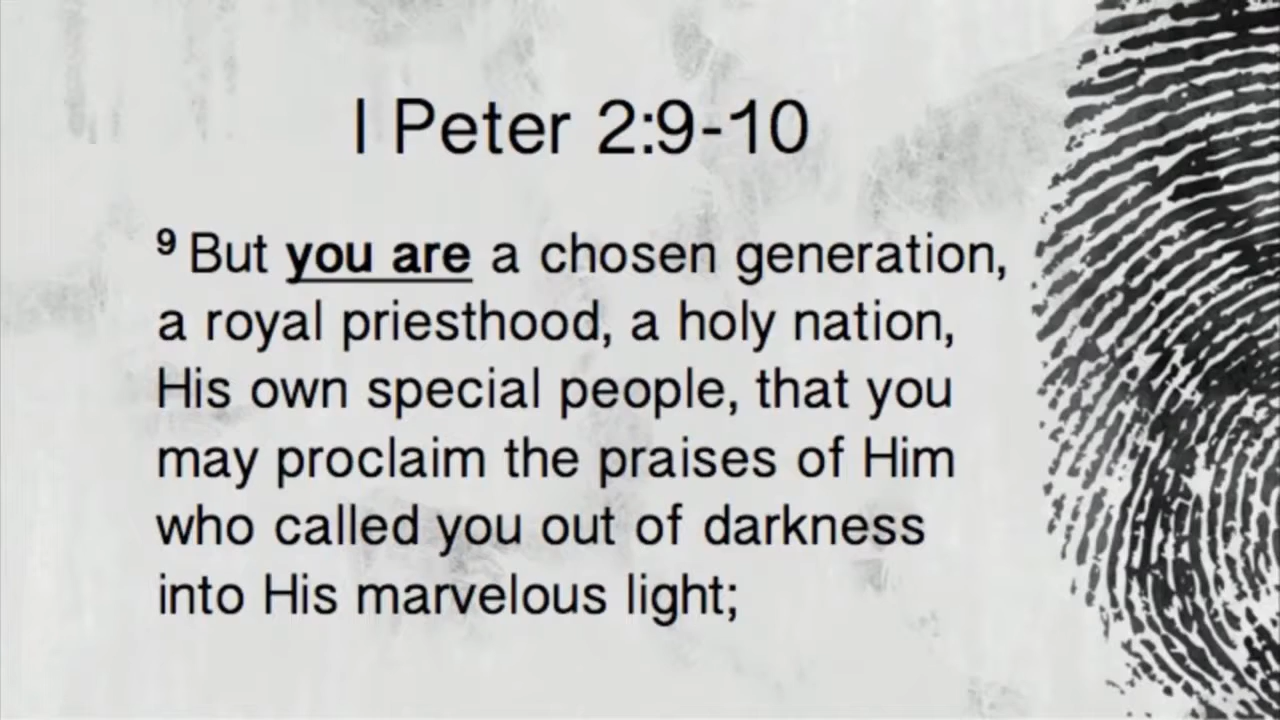 I Peter 2:9-10
9 But you are a chosen generation,
a royal priesthood, a holy nation,
His own special people, that you
may proclaim the praises of Him
who called you out of darkness
into His marvelous light;